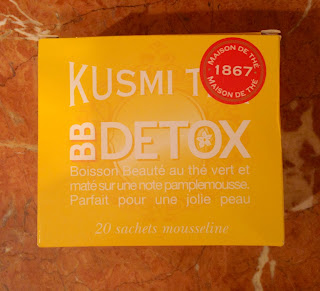 KUSMI T
MAISON DE THÉ
1867
MAISON DE THÉ
BB DETOX
Boisson Beauté au thé vert et
maté sur une note pamplemousse.
Parfait pour une jolie peau
20 sachets mousseline